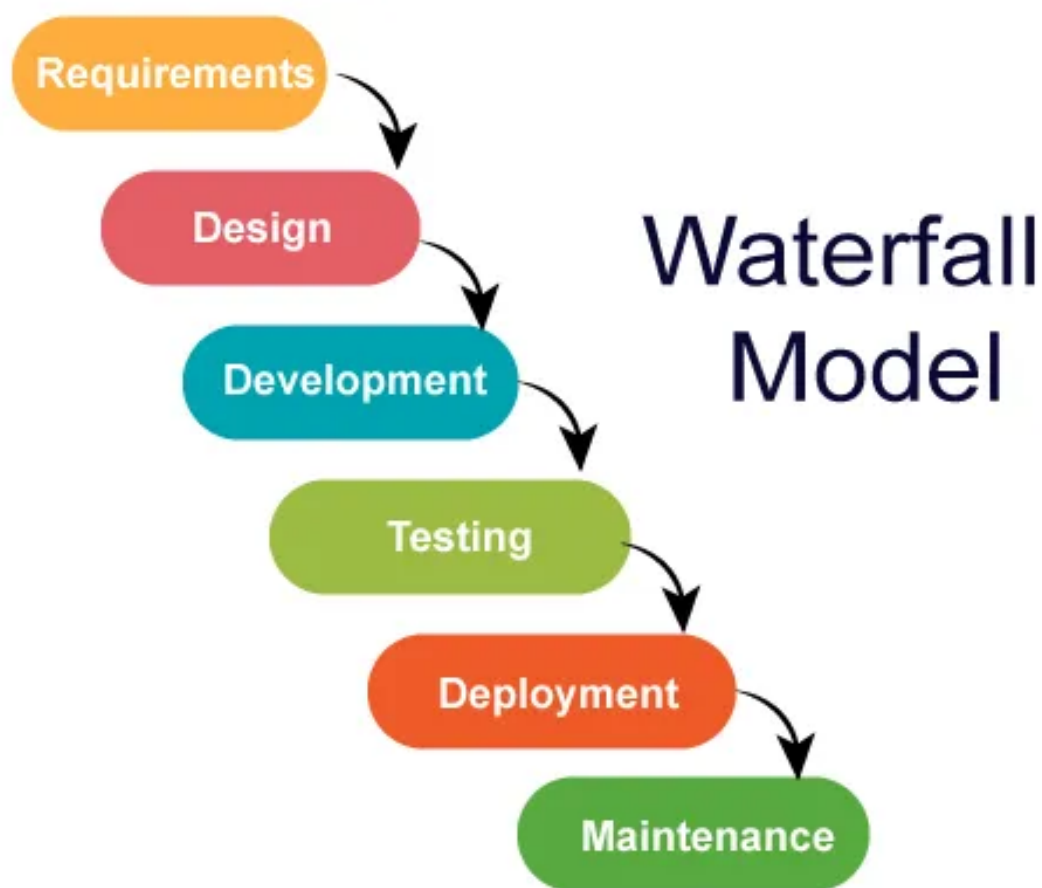 Requirements
Design
Waterfall
Model
Development
Testing
Deployment
Maintenance